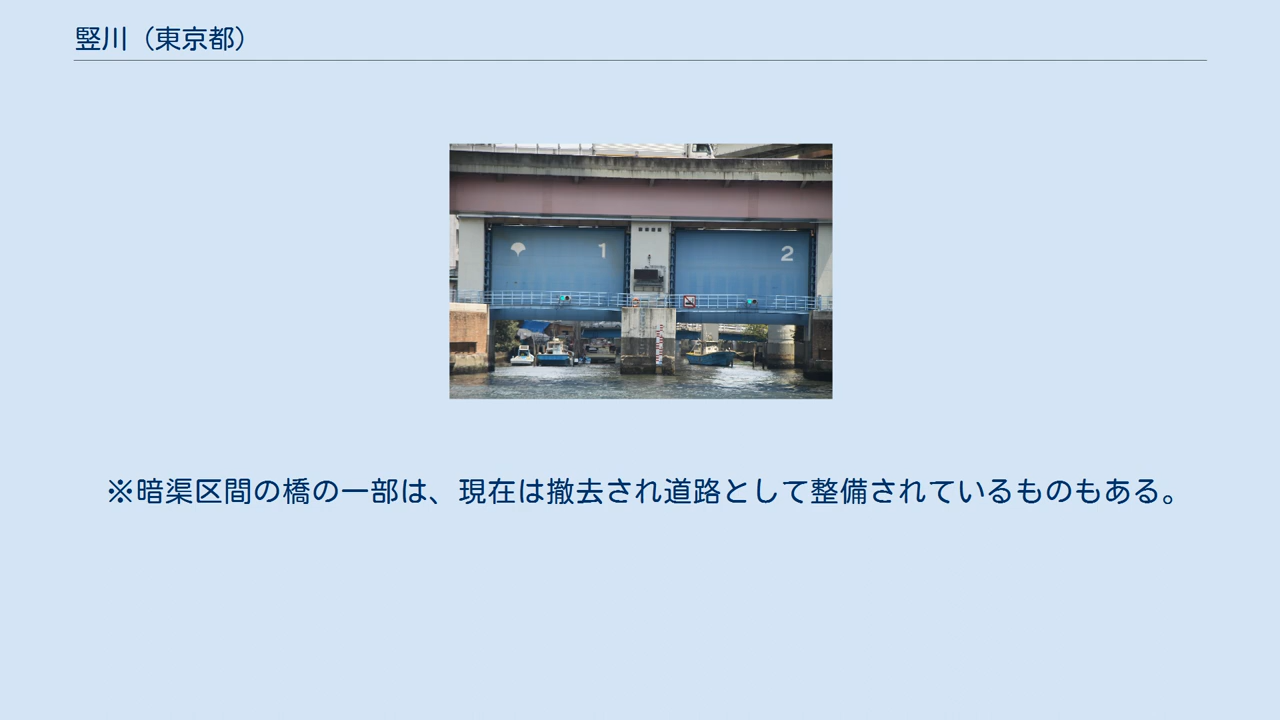 竪川（東京都）
1
2
※暗渠区間の橋の一部は、現在は撤去され道路として整備されているものもある。